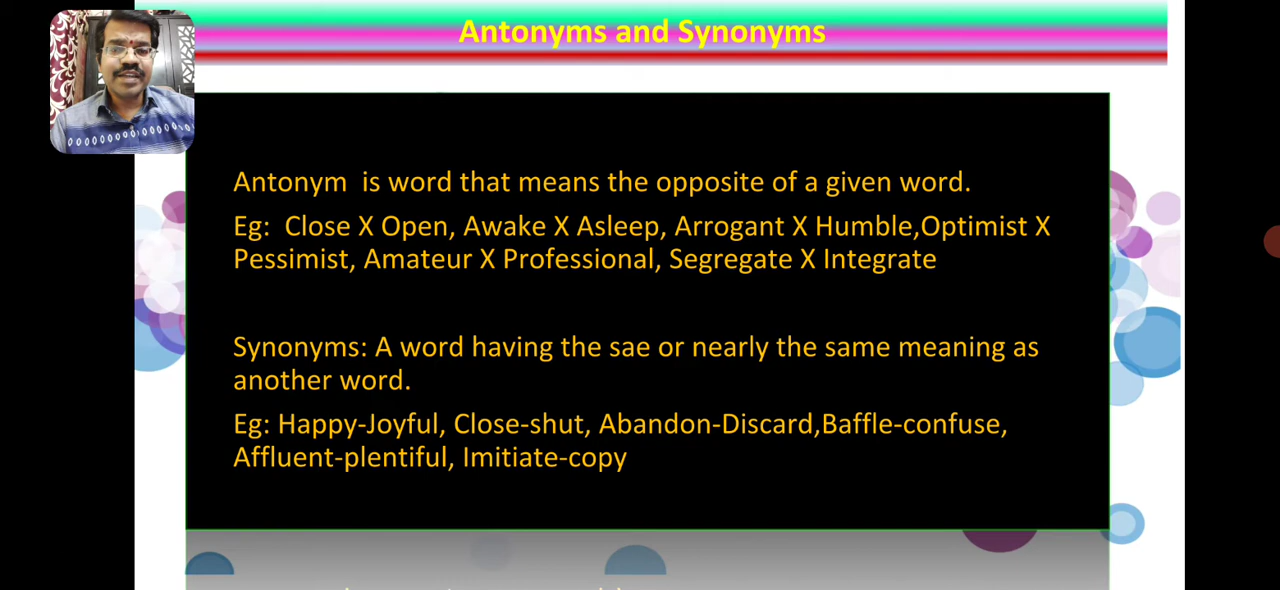 Antonyms and Synonyms
Antonym is word that means the opposite of a given word.
Eg: Close X Open, Awake X Asleep, Arrogant X Humble,Optimist X
Pessimist, Amateur X Professional, Segregate X Integrate
Synonyms: A word having the sae or nearly the same meaning as
another word.
Eg: Happy-Joyful, Close-shut, Abandon-Discard,Baffle-confuse,
Affluent-plentiful, Imitiate-copy